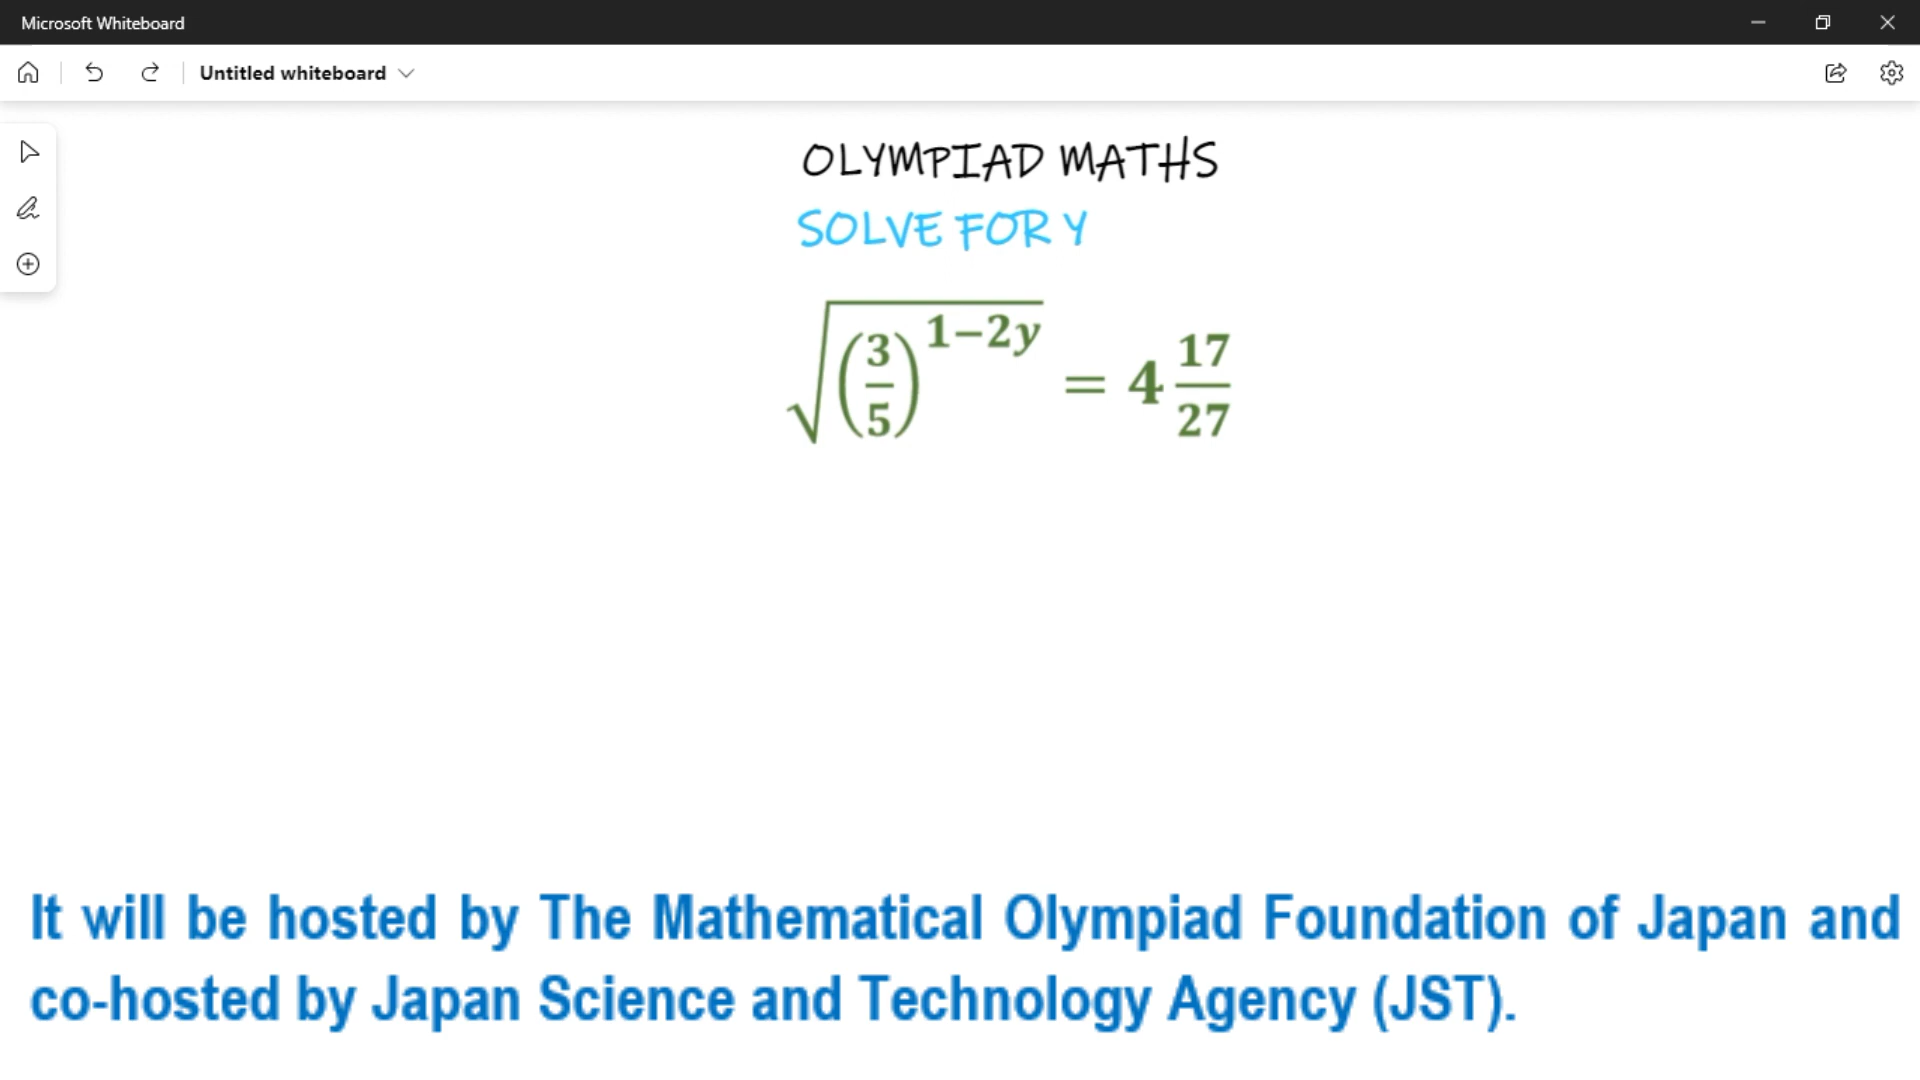 Microsoft Whiteboard
Untitled whiteboard
OLYMPIAD MATHS
SOLVE FOR Y
√(3/5)^1−2y = 4 17/27
It will be hosted by The Mathematical Olympiad Foundation of Japan and
co-hosted by Japan Science and Technology Agency (JST).